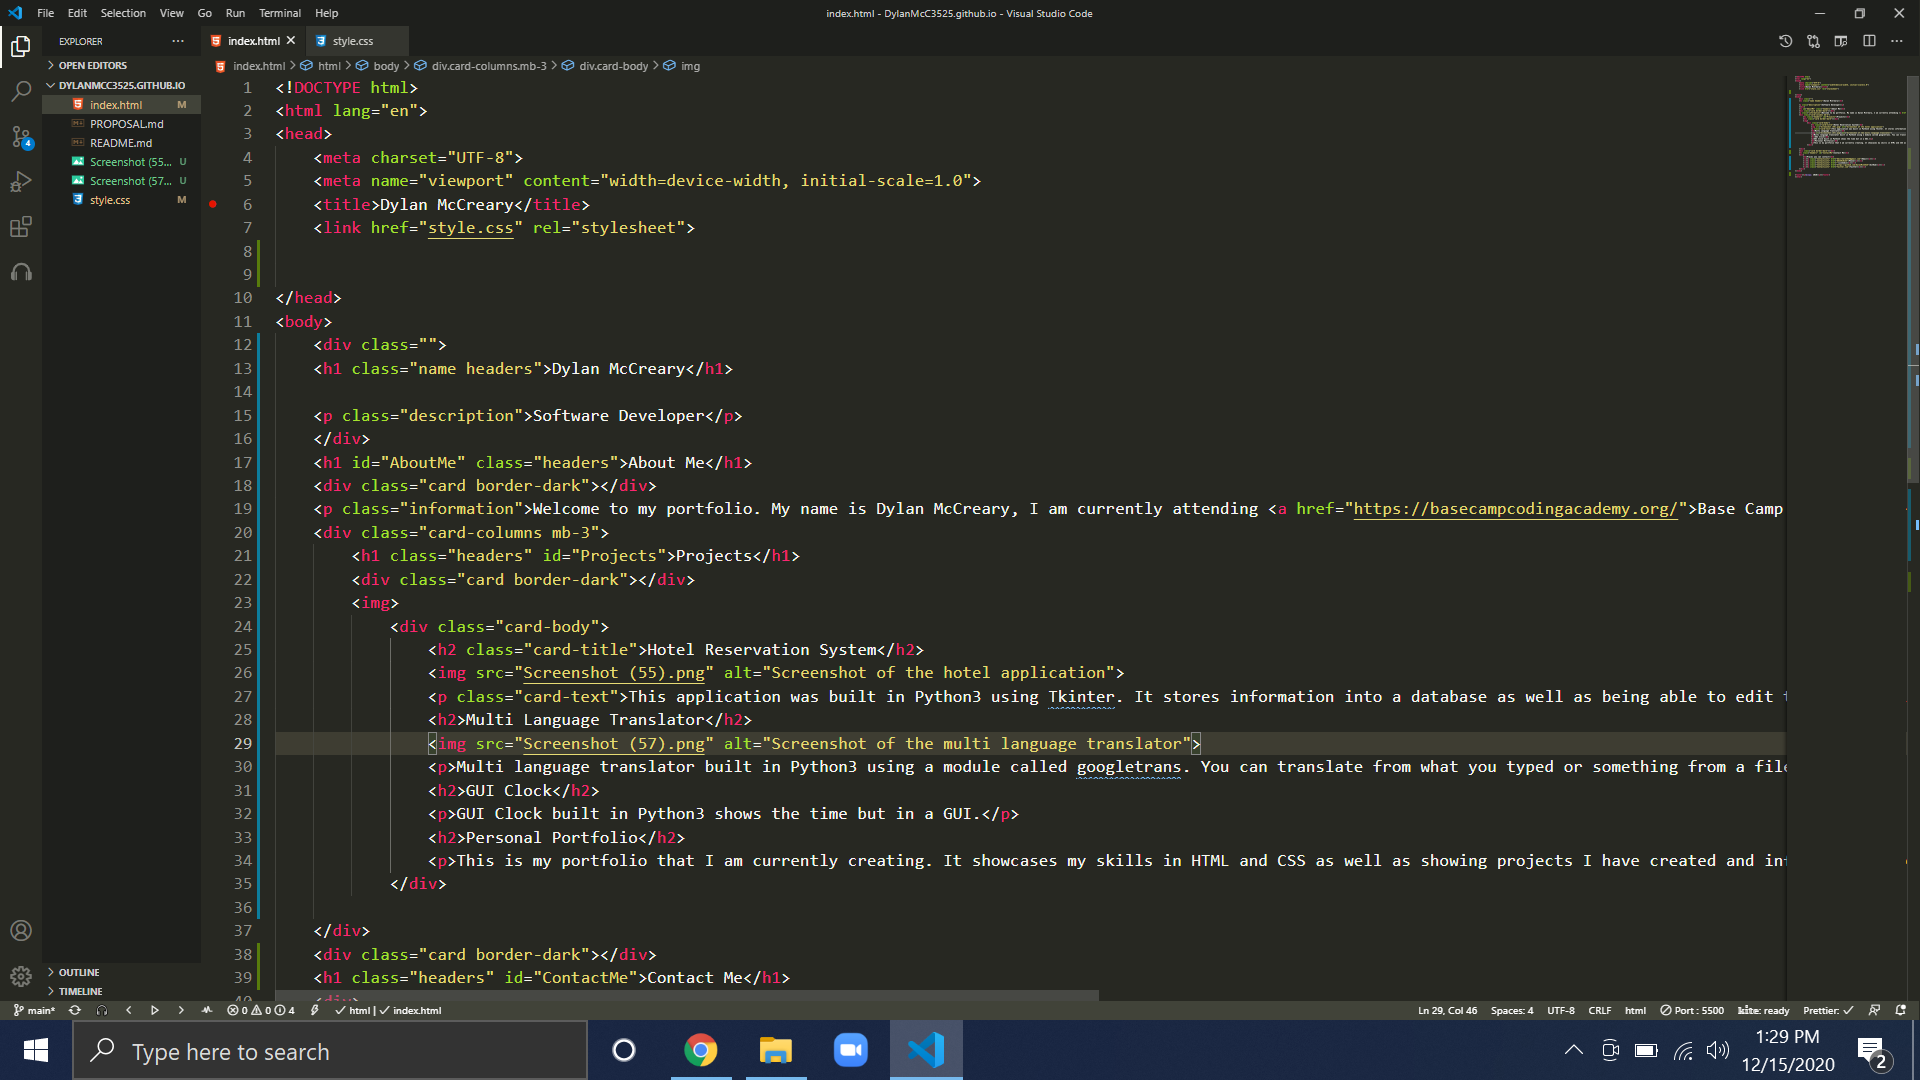 File Edit Selection View Go Run Terminal Help
index.html - DylanMcC3525.github.io - Visual Studio Code
EXPLORER
index.html
style.css
OPEN EDITORS
index.html > html > body > div.card-columns.mb-3 > div.card-body > img
DYLANMCC3525.GITHUB.IO
index.html M
PROPOSAL.md
README.md
Screenshot (55... U
Screenshot (57... U
style.css M
1 <!DOCTYPE html>
2 <html lang="en">
3 <head>
4 <meta charset="UTF-8">
5 <meta name="viewport" content="width=device-width, initial-scale=1.0">
6 <title>Dylan McCreary</title>
7 <link href="style.css" rel="stylesheet">
8
9
10 </head>
11 <body>
12 <div class="">
13 <h1 class="name headers">Dylan McCreary</h1>
14
15 <p class="description">Software Developer</p>
16 </div>
17 <h1 id="AboutMe" class="headers">About Me</h1>
18 <div class="card border-dark"></div>
19 <p class="information">Welcome to my portfolio. My name is Dylan McCreary, I am currently attending <a href="https://basecampcodingacademy.org/">Base Camp
20 <div class="card-columns mb-3">
21 <h1 class="headers" id="Projects">Projects</h1>
22 <div class="card border-dark"></div>
23 <img>
24 <div class="card-body">
25 <h2 class="card-title">Hotel Reservation System</h2>
26 <img src="Screenshot (55).png" alt="Screenshot of the hotel application">
27 <p class="card-text">This application was built in Python3 using Tkinter. It stores information into a database as well as being able to edit
28 <h2>Multi Language Translator</h2>
29 <img src="Screenshot (57).png" alt="Screenshot of the multi language translator">
30 <p>Multi language translator built in Python3 using a module called googletrans. You can translate from what you typed or something from a file
31 <h2>GUI Clock</h2>
32 <p>GUI Clock built in Python3 shows the time but in a GUI.</p>
33 <h2>Personal Portfolio</h2>
34 <p>This is my portfolio that I am currently creating. It showcases my skills in HTML and CSS as well as showing projects I have created and
35 </div>
36
37 </div>
38 <div class="card border-dark"></div>
39 <h1 class="headers" id="ContactMe">Contact Me</h1>
40 <div>
4
OUTLINE
TIMELINE
main* 0 0 4 html | index.html
Ln 29, Col 46 Spaces: 4 UTF-8 CRLF html Port : 5500 kite: ready Prettier:
Type here to search
1:29 PM
12/15/2020
2